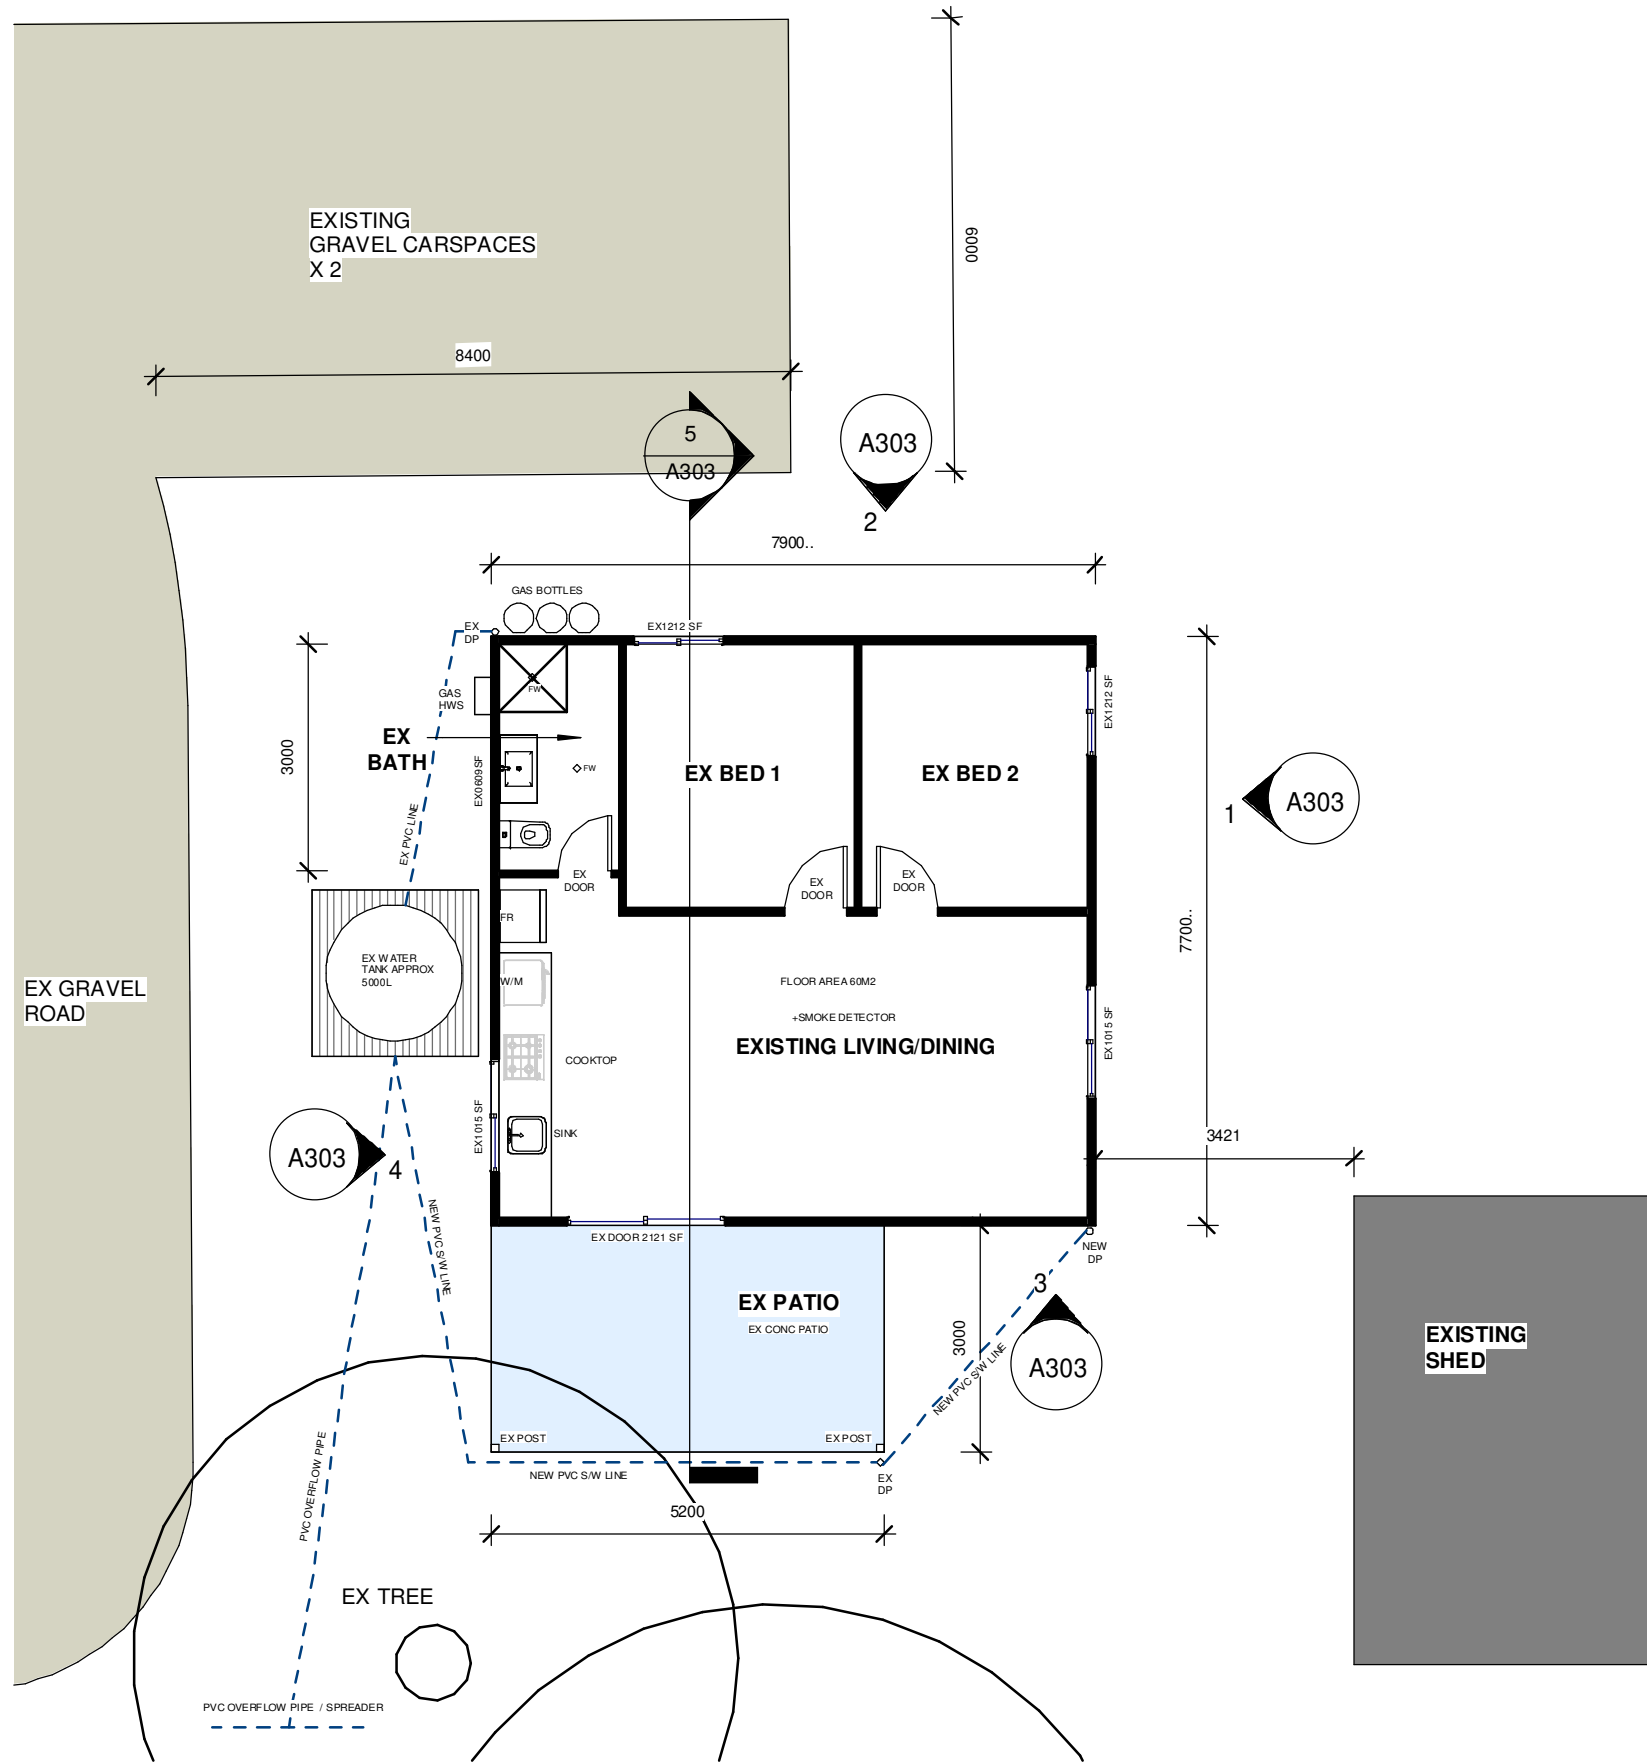 EXISTING
GRAVEL CARSPACES
X 2
6000
8400
5
A303
A303
2
7900..
GAS BOTTLES
EX
DP
EX1212 SF
FW
GAS
HWS
EX1212 SF
3000
EX
BATH
EX0609SF
FW
EX BED 1
EX BED 2
1
A303
EX PVC LINE
EX
DOOR
EX
DOOR
EX
DOOR
FR
7700..
EX WATER
TANK APPROX
5000L
W/M
FLOOR AREA 60M2
EX GRAVEL
ROAD
+SMOKE DETECTOR
EXISTING LIVING/DINING
EX1015 SF
COOKTOP
EX1015 SF
SINK
3421
A303
4
NEW PVC S/W LINE
EX DOOR 2121 SF
NEW
DP
3
EX PATIO
EX CONC PATIO
3000
A303
NEW PVC S/W LINE
EXISTING
SHED
EX POST
EX POST
PVC OVERFLOW PIPE
NEW PVC S/W LINE
EX
DP
5200
EX TREE
PVC OVERFLOW PIPE / SPREADER